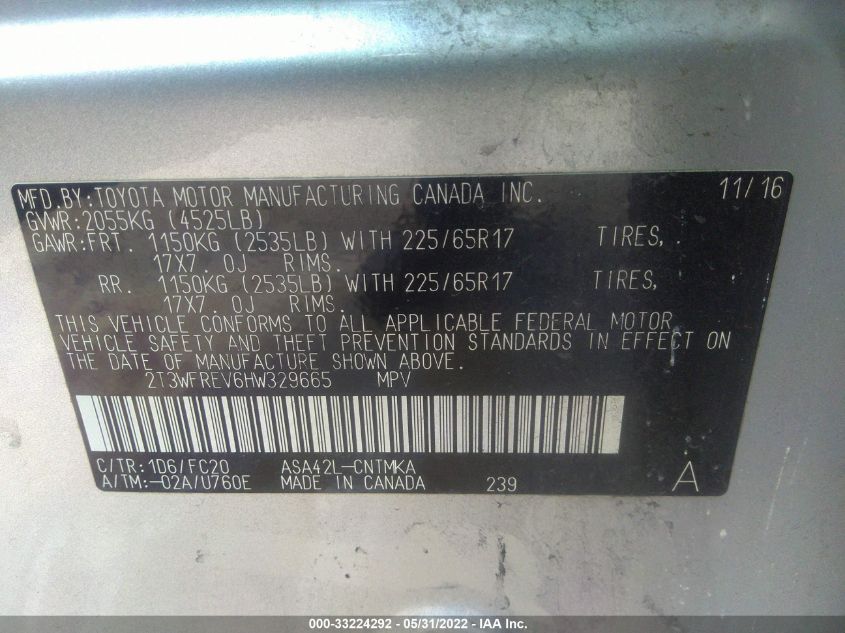 MFD.BY:TOYOTA MOTOR MANUFACTURING CANADA INC. 11/16
GVWR:2055KG (4525LB)
GAWR:FRT. 1150KG (2535LB) WITH 225/65R17 TIRES,
17X7.0J RIMS.
RR. 1150KG (2535LB) WITH 225/65R17 TIRES,
17X7.0J RIMS.
THIS VEHICLE CONFORMS TO ALL APPLICABLE FEDERAL MOTOR
VEHICLE SAFETY AND THEFT PREVENTION STANDARDS IN EFFECT ON
THE DATE OF MANUFACTURE SHOWN ABOVE.
2T3WFREV6HW329665 MPV
C/TR:1D6/FC20 ASA42L-CNTMKA
A/TM:-02A/U760E MADE IN CANADA 239 A
000-33224292 - 05/31/2022 - IAA Inc.